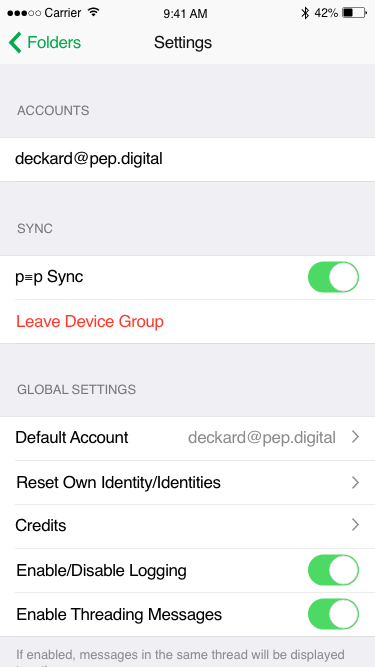 Carrier 9:41 AM 42%
Folders Settings
ACCOUNTS
deckard@pep.digital
SYNC
p≡p Sync
Leave Device Group
GLOBAL SETTINGS
Default Account deckard@pep.digital
Reset Own Identity/Identities
Credits
Enable/Disable Logging
Enable Threading Messages
If enabled, messages in the same thread will be displayed